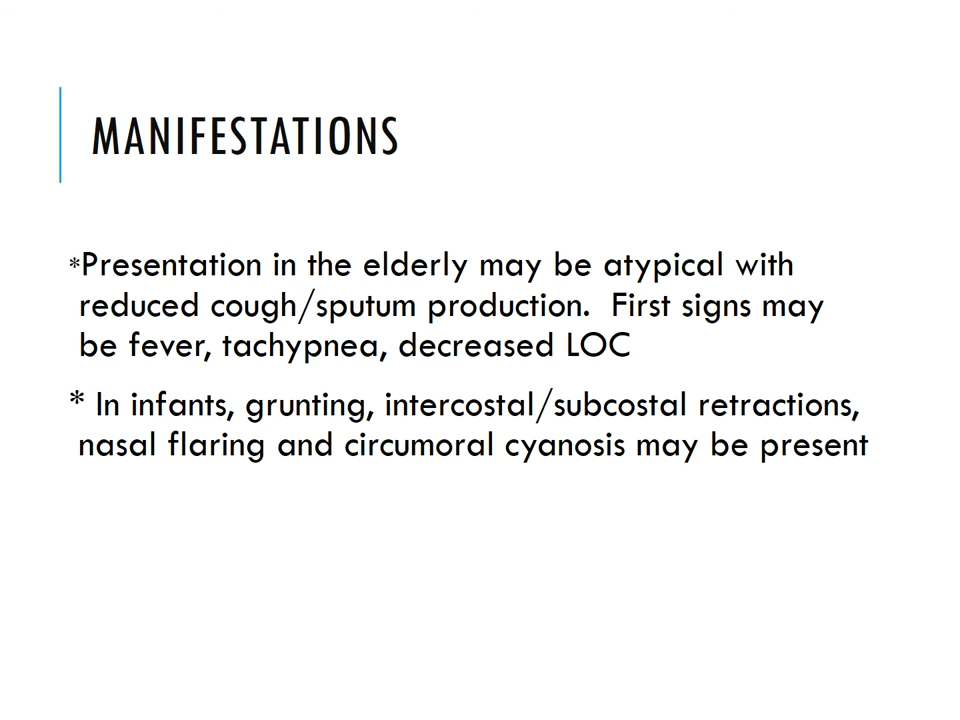 MANIFESTATIONS
*Presentation in the elderly may be atypical with
reduced cough/sputum production.  First signs may
be fever, tachypnea, decreased LOC
* In infants, grunting, intercostal/subcostal retractions,
nasal flaring and circumoral cyanosis may be present